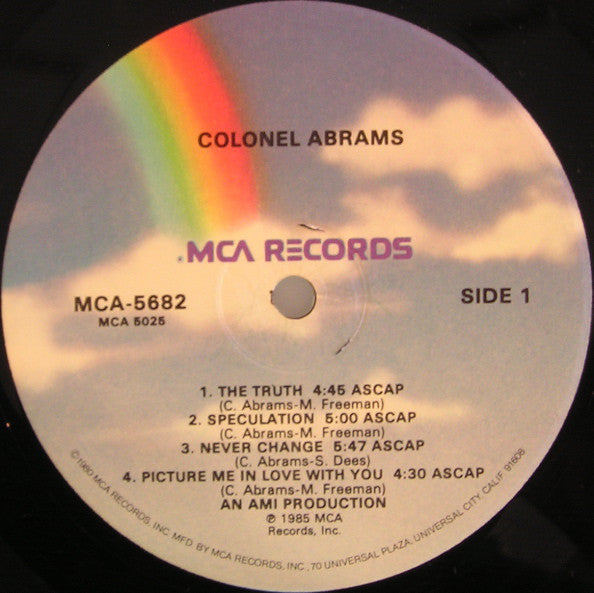 COLONEL ABRAMS
MCA RECORDS
MCA-5682
MCA 5025
SIDE 1
1. THE TRUTH 4:45 ASCAP
(C. Abrams-M. Freeman)
2. SPECULATION 5:00 ASCAP
(C. Abrams-M. Freeman)
3. NEVER CHANGE 5:47 ASCAP
(C. Abrams-S. Dees)
4. PICTURE ME IN LOVE WITH YOU 4:30 ASCAP
(C. Abrams-M. Freeman)
AN AMI PRODUCTION
℗ 1985 MCA
Records, Inc.
©1980 MCA RECORDS, INC. MFD. BY MCA RECORDS, INC., 70 UNIVERSAL PLAZA, UNIVERSAL CITY, CALIF. 91608